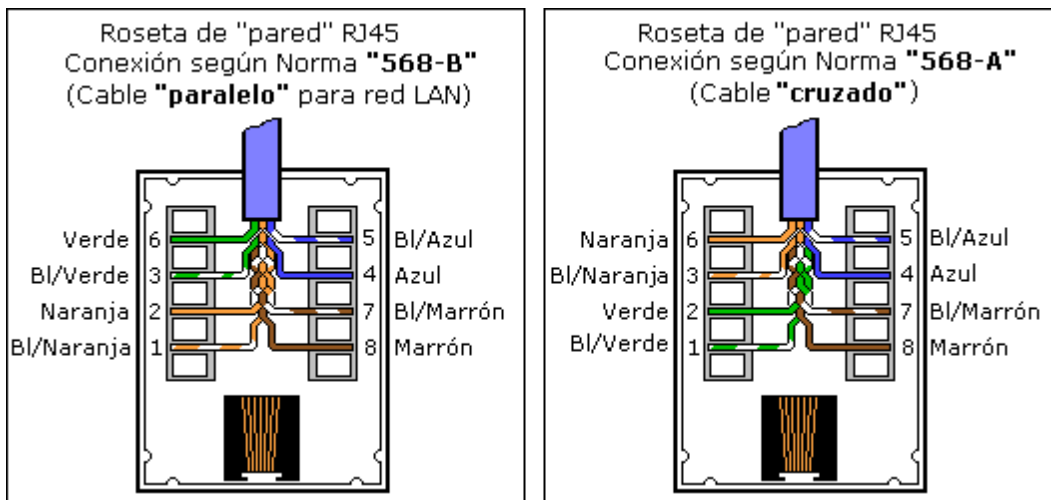 Roseta de "pared" RJ45
Conexión según Norma "568-B"
(Cable "paralelo" para red LAN)
Verde 6 5 Bl/Azul
Bl/Verde 3 4 Azul
Naranja 2 7 Bl/Marrón
Bl/Naranja 1 8 Marrón
Roseta de "pared" RJ45
Conexión según Norma "568-A"
(Cable "cruzado")
Naranja 6 5 Bl/Azul
Bl/Naranja 3 4 Azul
Verde 2 7 Bl/Marrón
Bl/Verde 1 8 Marrón